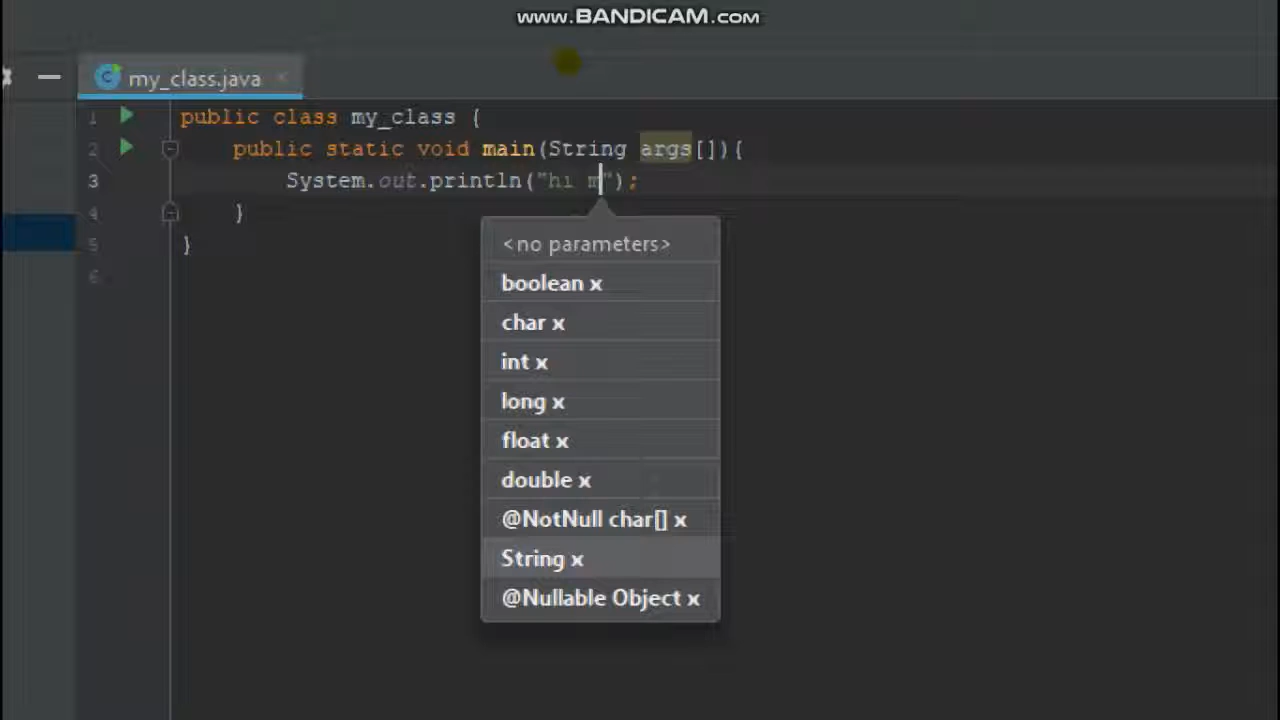 www.BANDICAM.com
my_class.java
1 public class my_class {
2 public static void main(String args[]){
3 System.out.println("hi m");
4 }
5 }
6
<no parameters>
boolean x
char x
int x
long x
float x
double x
@NotNull char[] x
String x
@Nullable Object x